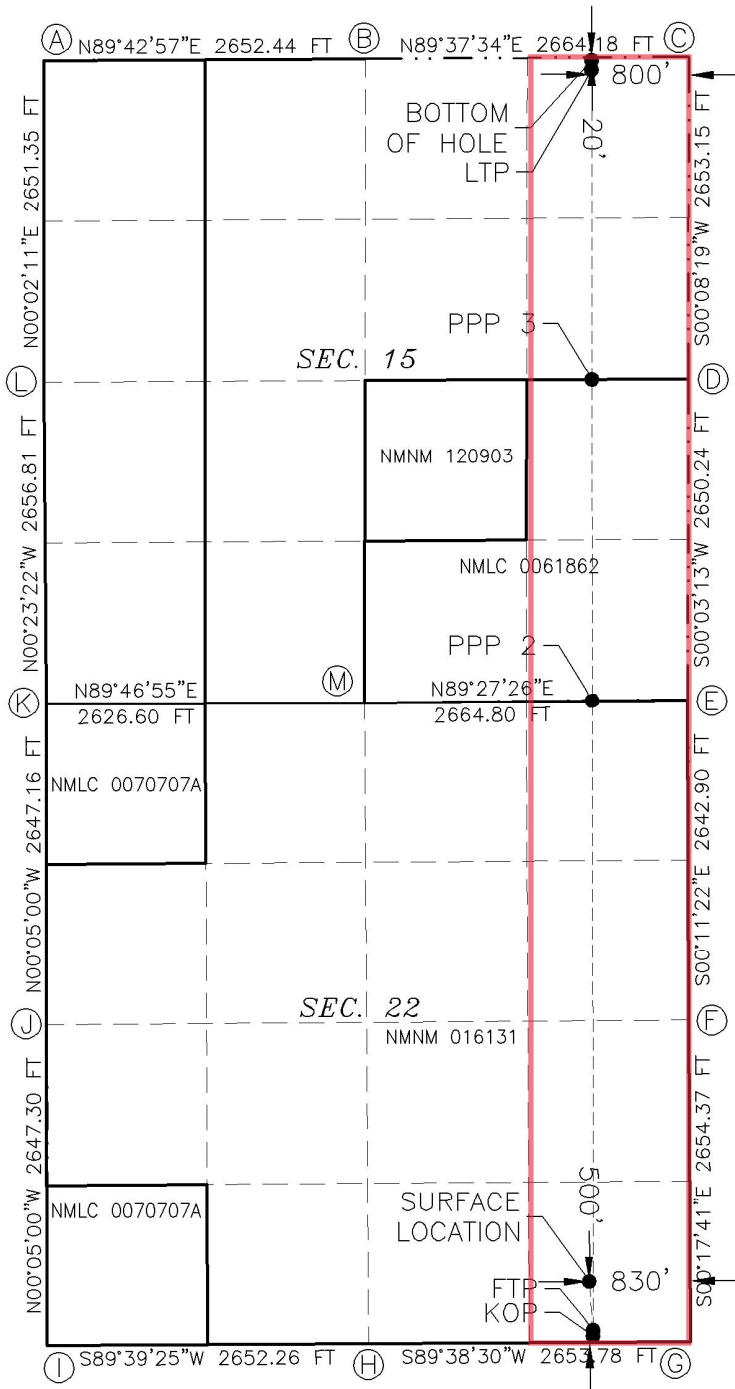 A N89°42'57"E 2652.44 FT B N89°37'34"E 2664.18 FT C
800'
BOTTOM
OF HOLE
LTP
20'
N00°02'11"E 2651.35 FT
S00°08'19"W 2653.15 FT
PPP 3
SEC. 15
L
D
NMNM 120903
N00°23'22"W 2656.81 FT
S00°03'13"W 2650.24 FT
NMLC 0061862
PPP 2
M
N89°46'55"E
N89°27'26"E
K
E
2626.60 FT
2664.80 FT
NMLC 0070707A
N00°05'00"W 2647.16 FT
S00°11'22"E 2642.90 FT
SEC. 22
J
F
NMNM 016131
N00°05'00"W 2647.30 FT
S00°17'41"E 2654.37 FT
500'
NMLC 0070707A
SURFACE
LOCATION
830'
FTP
KOP
I S89°39'25"W 2652.26 FT H S89°38'30"W 2653.78 FT G